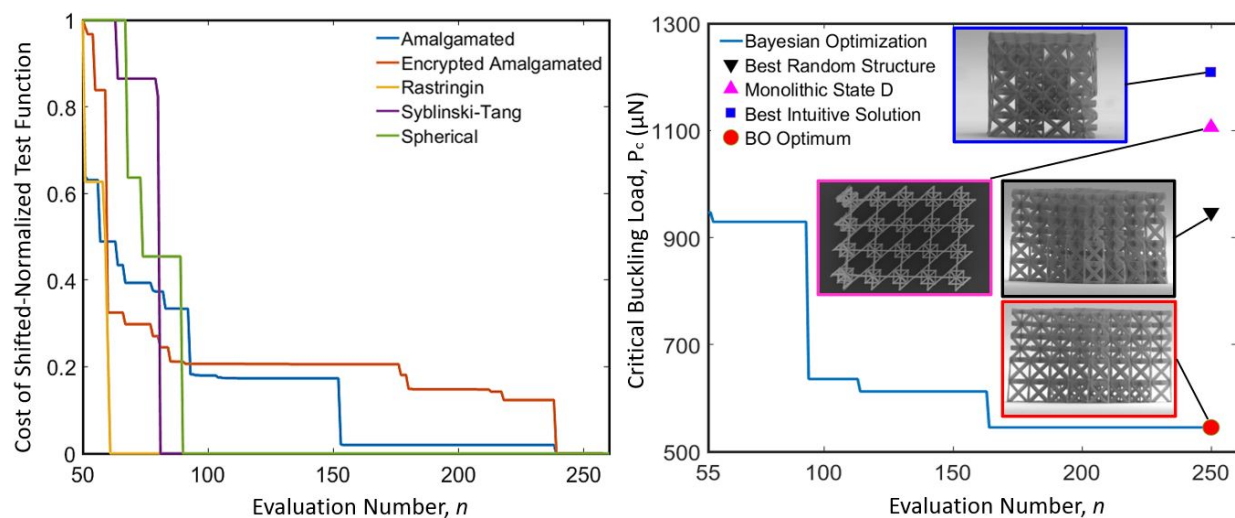 Cost of Shifted-Normalized Test Function
1
0.8
0.6
0.4
0.2
0
50
100
150
200
250
Evaluation Number, n
Amalgamated
Encrypted Amalgamated
Rastringin
Syblinski-Tang
Spherical
Critical Buckling Load, P꜀ (µN)
1300
1100
900
700
500
55
100
150
200
250
Evaluation Number, n
Bayesian Optimization
Best Random Structure
Monolithic State D
Best Intuitive Solution
BO Optimum